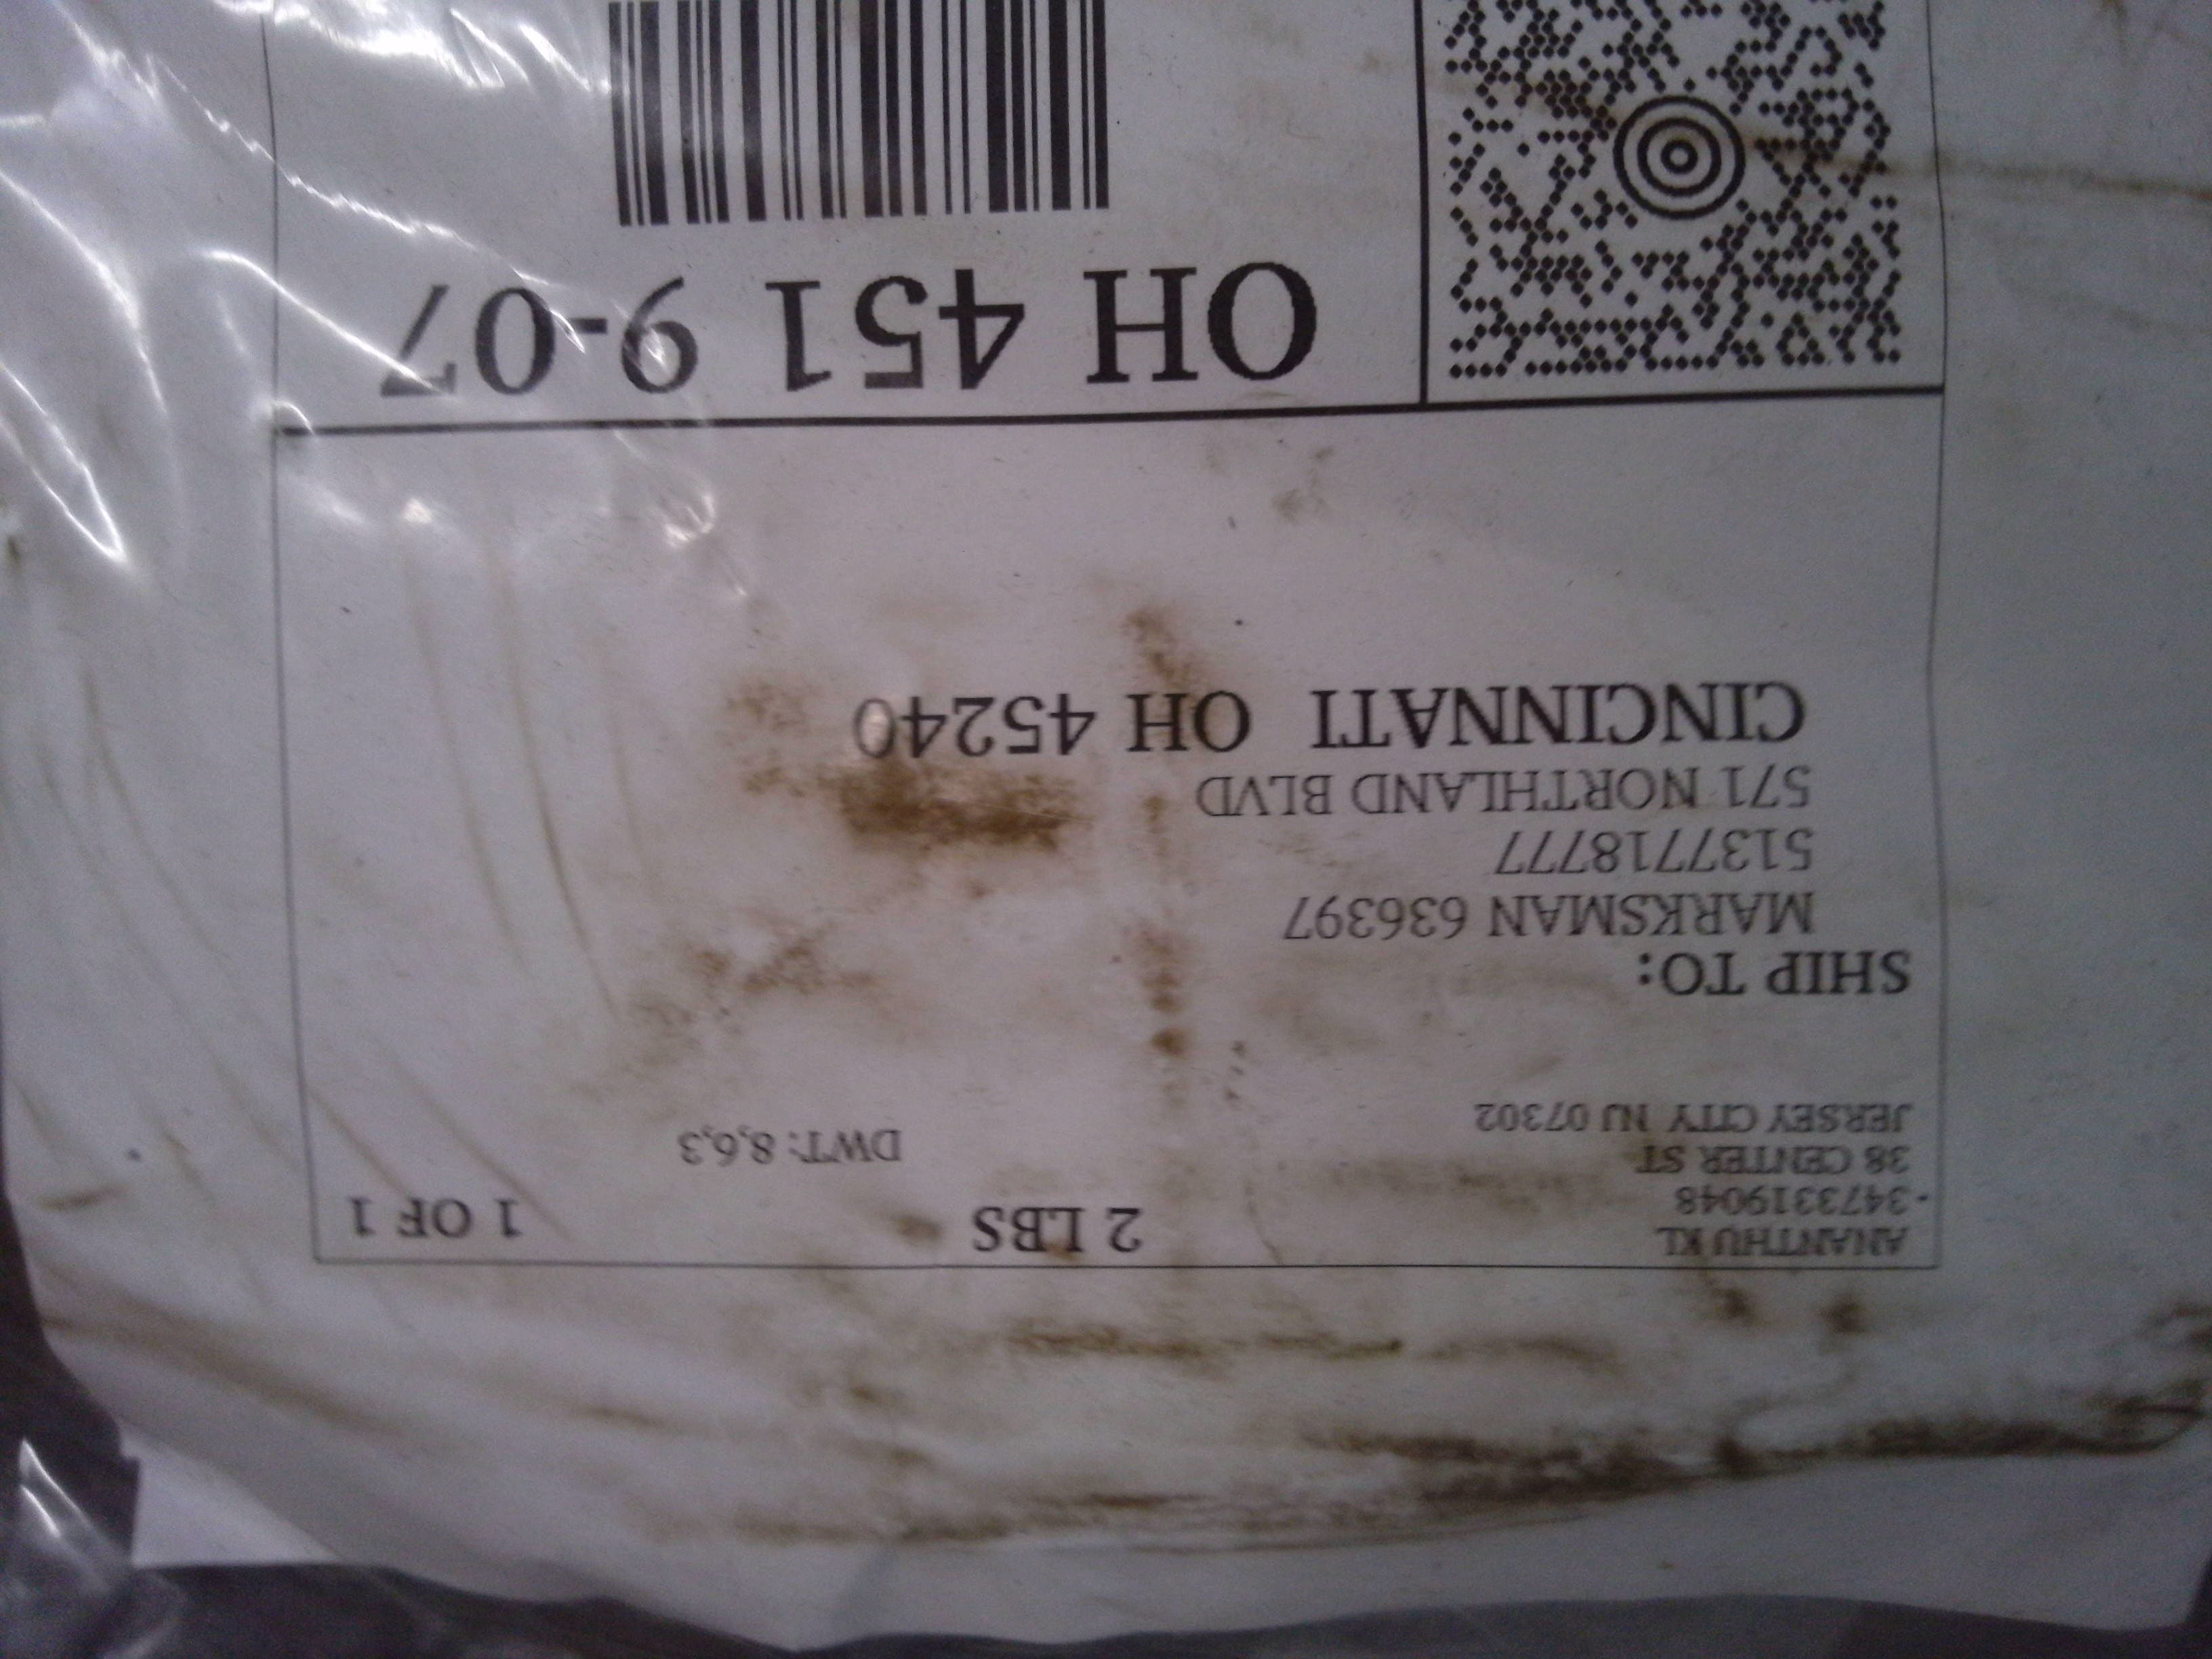 ANANTHU KL
3473319048
38 CENTER ST
JERSEY CITY NJ 07302
2 LBS
1 OF 1
DWT: 8,6,3
SHIP TO:
MARKSMAN 636397
5137718777
571 NORTHLAND BLVD
CINCINNATI OH 45240
OH 451 9-07